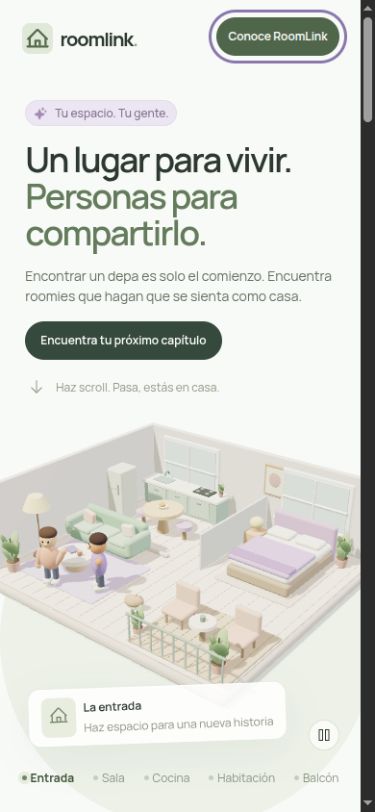 roomlink.
Conoce RoomLink
Tu espacio. Tu gente.
Un lugar para vivir.
Personas para
compartirlo.
Encontrar un depa es solo el comienzo. Encuentra
roomies que hagan que se sienta como casa.
Encuentra tu próximo capítulo
Haz scroll. Pasa, estás en casa.
La entrada
Haz espacio para una nueva historia
Entrada
Sala
Cocina
Habitación
Balcón